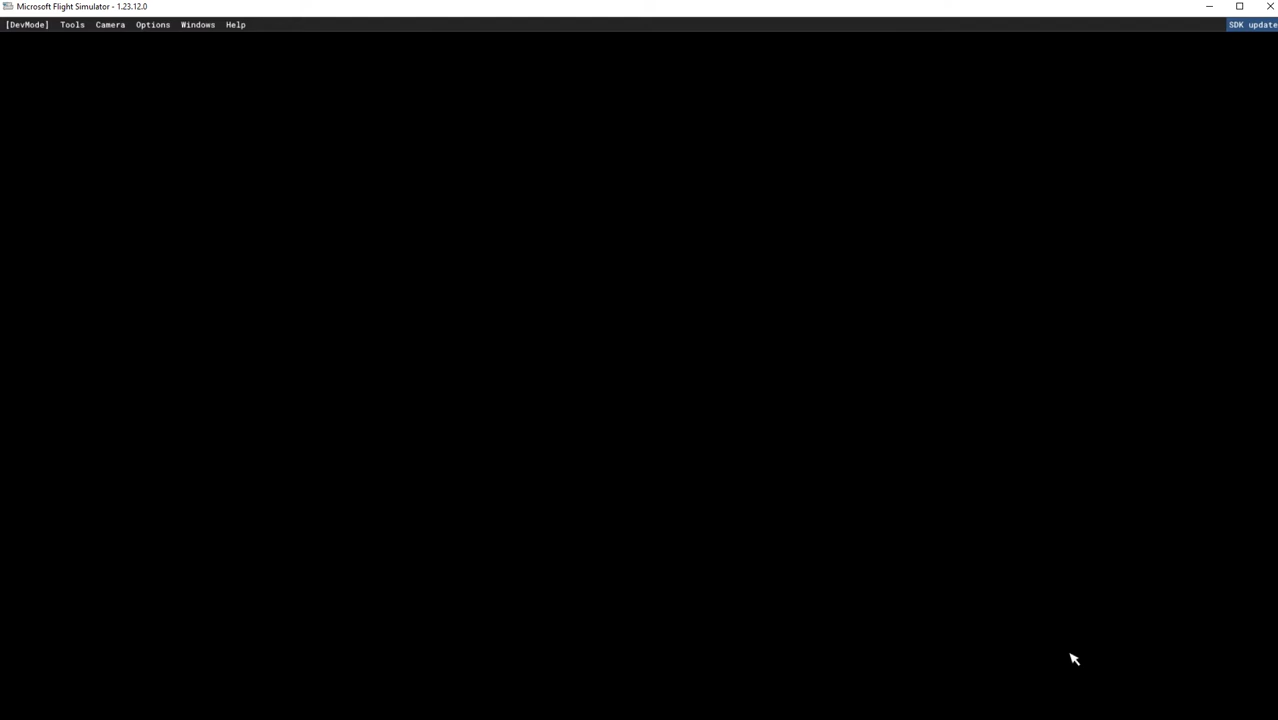 Microsoft Flight Simulator - 1.23.12.0
[DevMode] Tools Camera Options Windows Help SDK update